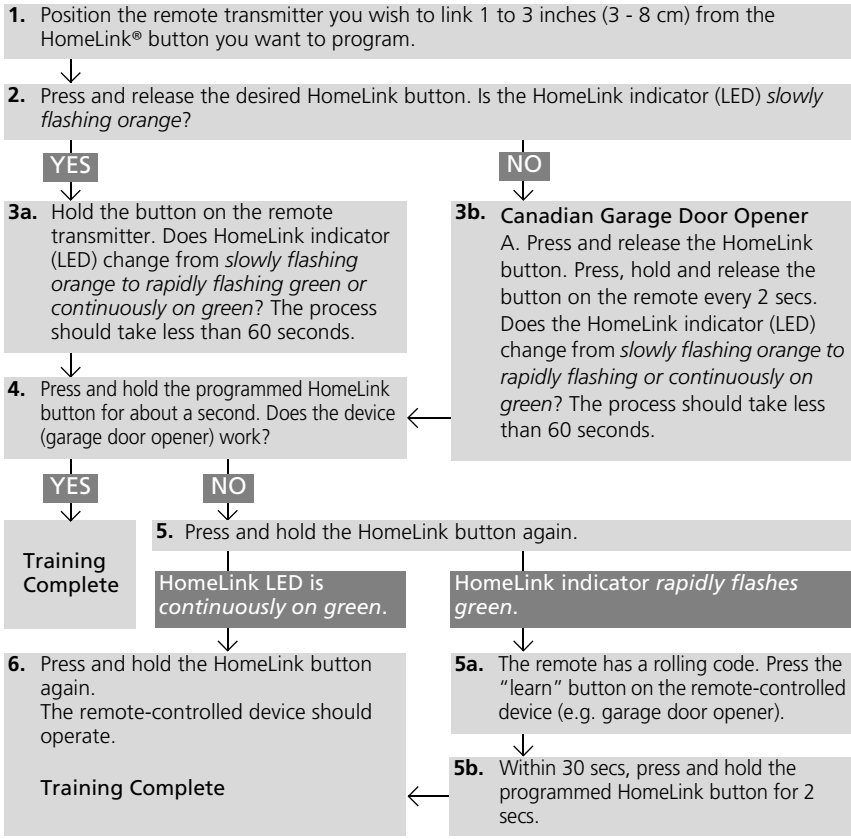 1. Position the remote transmitter you wish to link 1 to 3 inches (3 - 8 cm) from the
HomeLink® button you want to program.
2. Press and release the desired HomeLink button. Is the HomeLink indicator (LED) slowly
flashing orange?
YES
NO
3a. Hold the button on the remote
transmitter. Does HomeLink indicator
(LED) change from slowly flashing
orange to rapidly flashing green or
continuously on green? The process
should take less than 60 seconds.
3b. Canadian Garage Door Opener
A. Press and release the HomeLink
button. Press, hold and release the
button on the remote every 2 secs.
Does the HomeLink indicator (LED)
change from slowly flashing orange to
rapidly flashing or continuously on
green? The process should take less
than 60 seconds.
4. Press and hold the programmed HomeLink
button for about a second. Does the device
(garage door opener) work?
YES
NO
Training
Complete
5. Press and hold the HomeLink button again.
HomeLink LED is
continuously on green.
HomeLink indicator rapidly flashes
green.
6. Press and hold the HomeLink button
again.
The remote-controlled device should
operate.
Training Complete
5a. The remote has a rolling code. Press the
“learn” button on the remote-controlled
device (e.g. garage door opener).
5b. Within 30 secs, press and hold the
programmed HomeLink button for 2
secs.